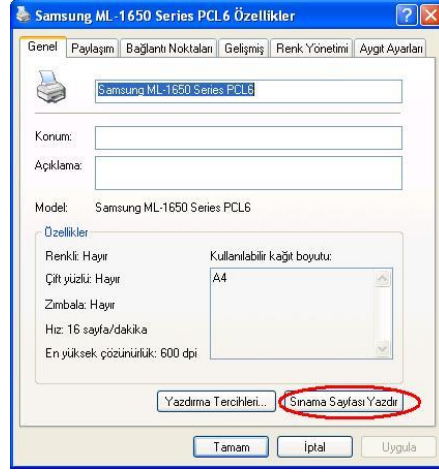 Samsung ML-1650 Series PCL6 Özellikler
Genel Paylaşım Bağlantı Noktaları Gelişmiş Renk Yönetimi Aygıt Ayarları
Samsung ML-1650 Series PCL6
Konum:
Açıklama:
Model: Samsung ML-1650 Series PCL6
Özellikler
Renkli: Hayır Kullanılabilir kağıt boyutu:
Çift yüzlü: Hayır A4
Zımbala: Hayır
Hız: 16 sayfa/dakika
En yüksek çözünürlük: 600 dpi
Yazdırma Tercihleri... Sınama Sayfası Yazdır
Tamam İptal Uygula